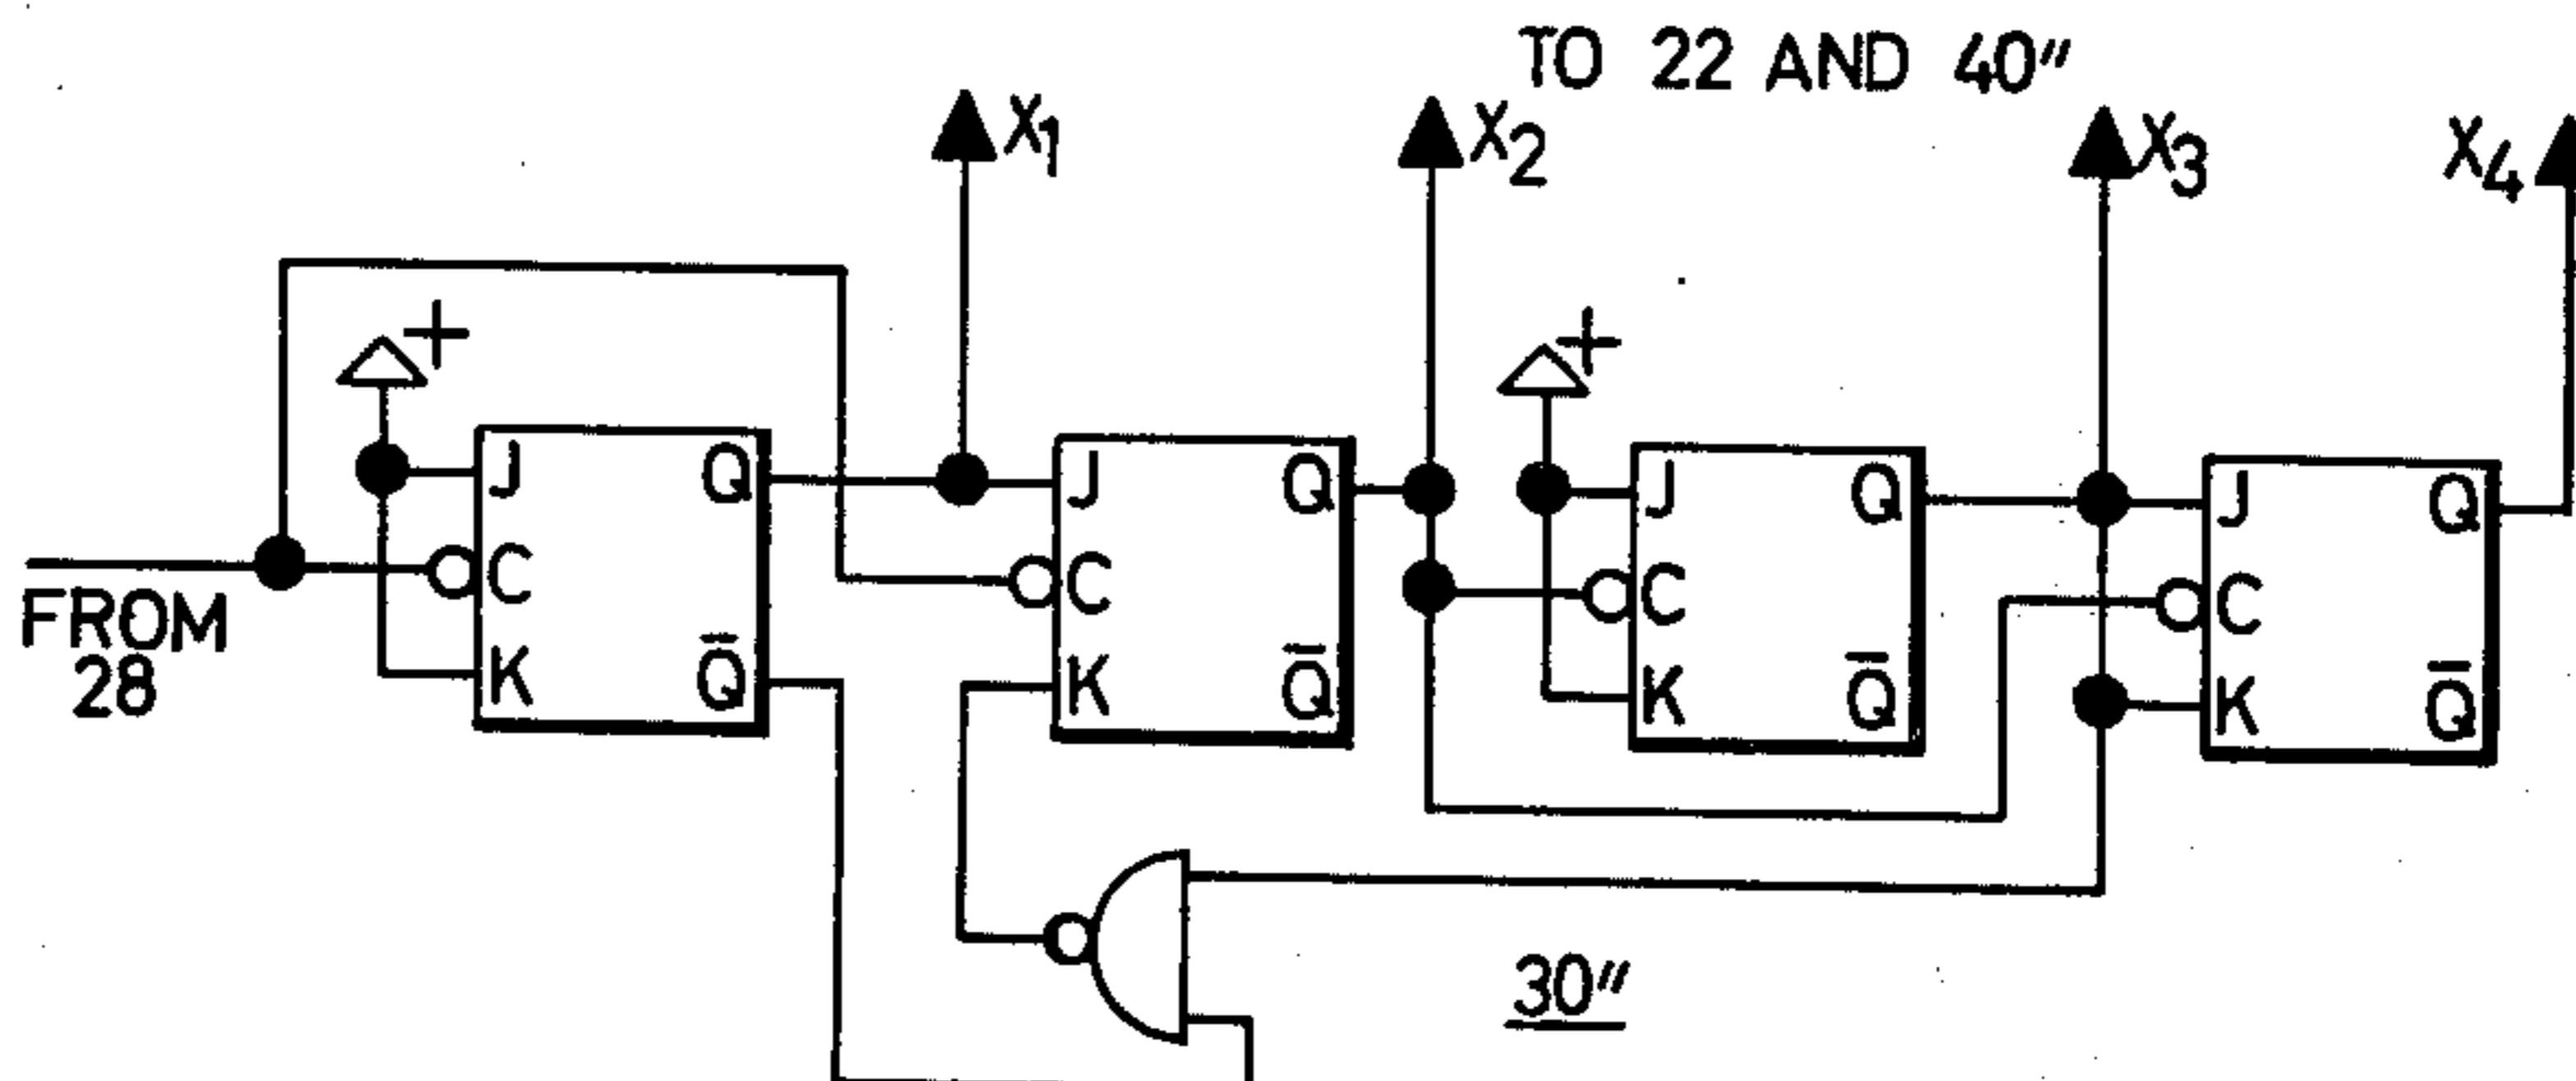 TO 22 AND 40"
X1
X2
X3
X4
+
+
J Q
J Q
J Q
J Q
C
C
C
C
FROM
28
K Q̄
K Q̄
K Q̄
K Q̄
30"